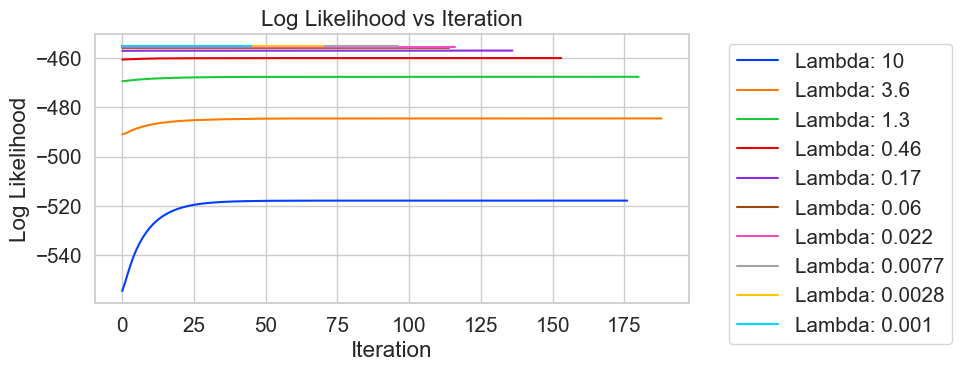 Log Likelihood vs Iteration
Log Likelihood
−460
−480
−500
−520
−540
0 25 50 75 100 125 150 175
Iteration
Lambda: 10
Lambda: 3.6
Lambda: 1.3
Lambda: 0.46
Lambda: 0.17
Lambda: 0.06
Lambda: 0.022
Lambda: 0.0077
Lambda: 0.0028
Lambda: 0.001